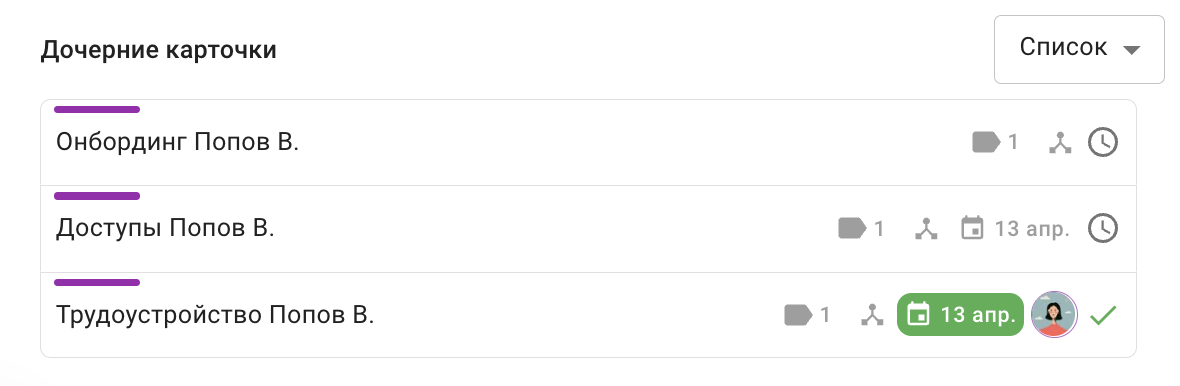 Дочерние карточки
Список
Онбординг Попов В.
1
Доступы Попов В.
1
13 апр.
Трудоустройство Попов В.
1
13 апр.